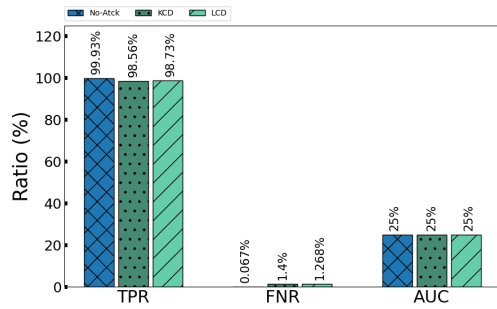 No-Atck KCD LCD
120
100
80
60
40
20
0
Ratio (%)
99.93% 98.56% 98.73%
0.067% 1.4% 1.268%
25% 25% 25%
TPR FNR AUC